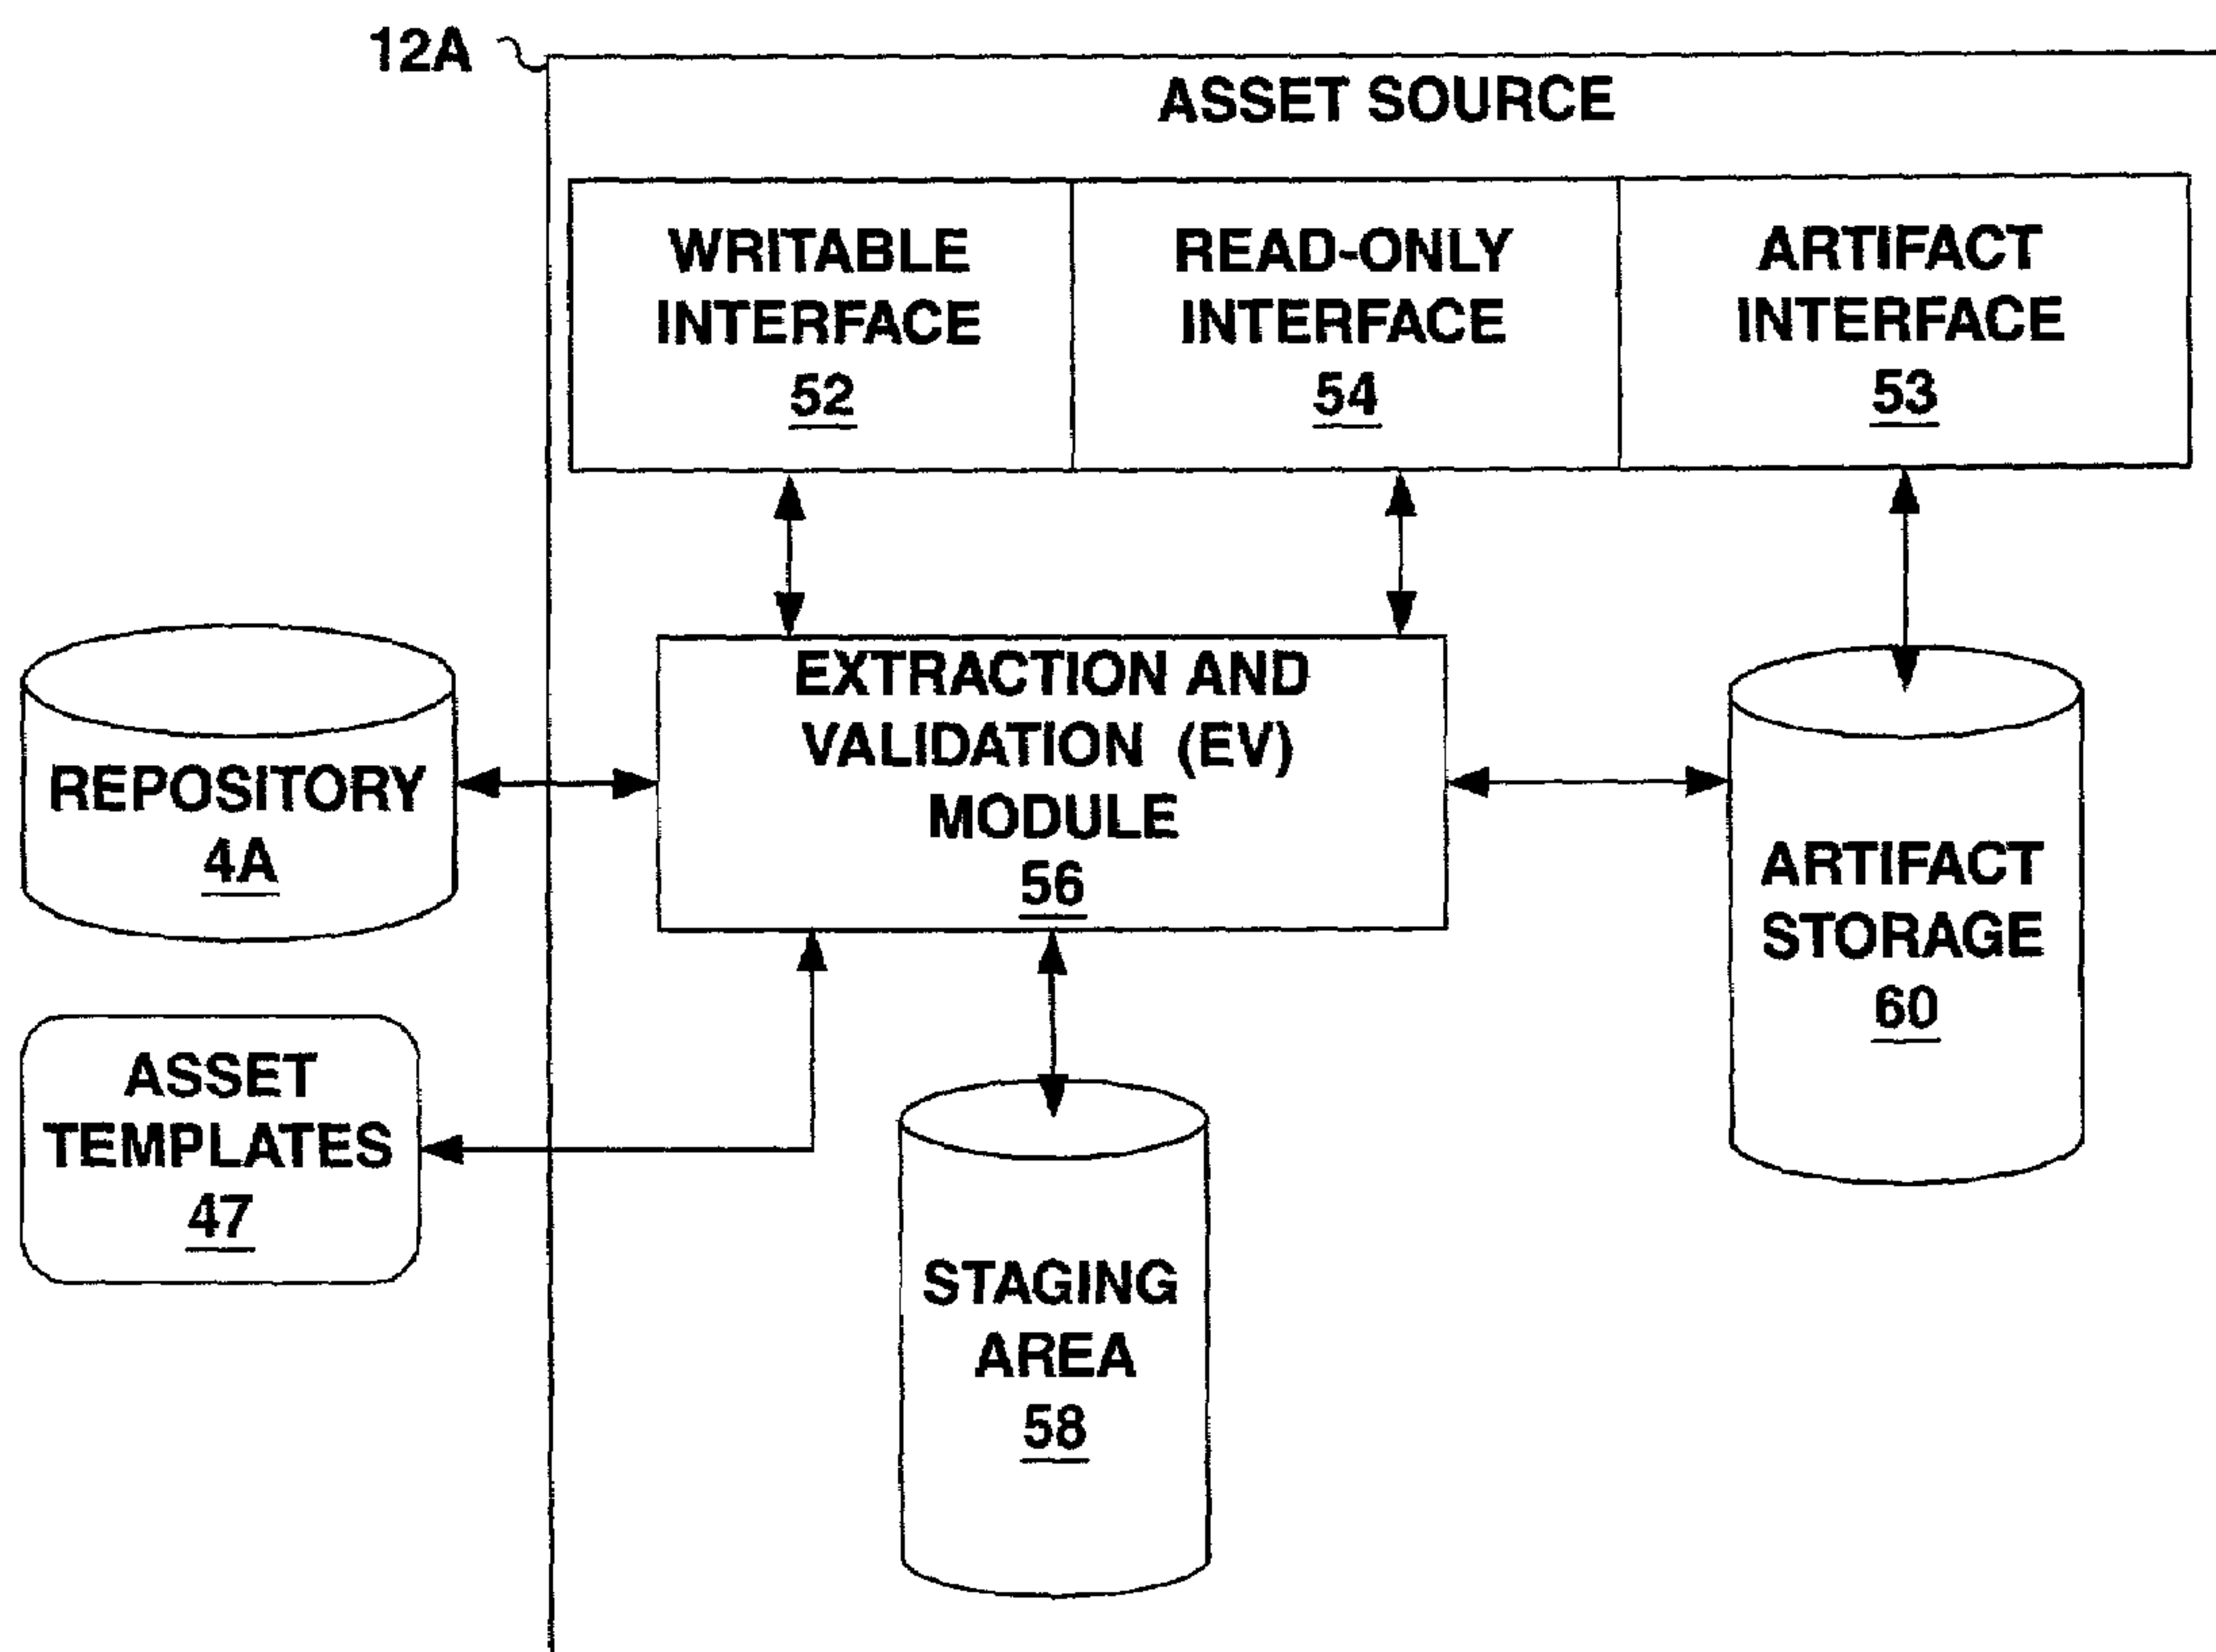 12A
ASSET SOURCE
WRITABLE
INTERFACE
52
READ-ONLY
INTERFACE
54
ARTIFACT
INTERFACE
53
EXTRACTION AND
VALIDATION (EV)
MODULE
56
REPOSITORY
4A
ARTIFACT
STORAGE
60
ASSET
TEMPLATES
47
STAGING
AREA
58